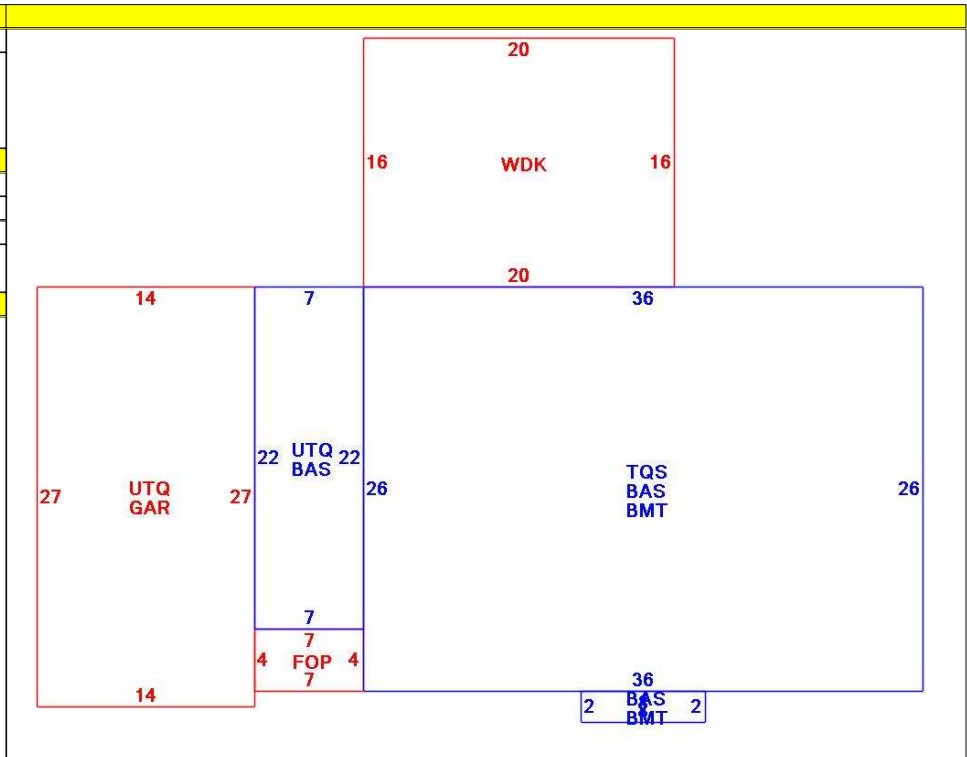 20
16 WDK 16
20
14
7
36
22 UTQ 22
BAS
27 UTQ 27
GAR
26 TQS 26
BAS
BMT
7
7
4 FOP 4
7
14
36
2 BAS 2
BMT